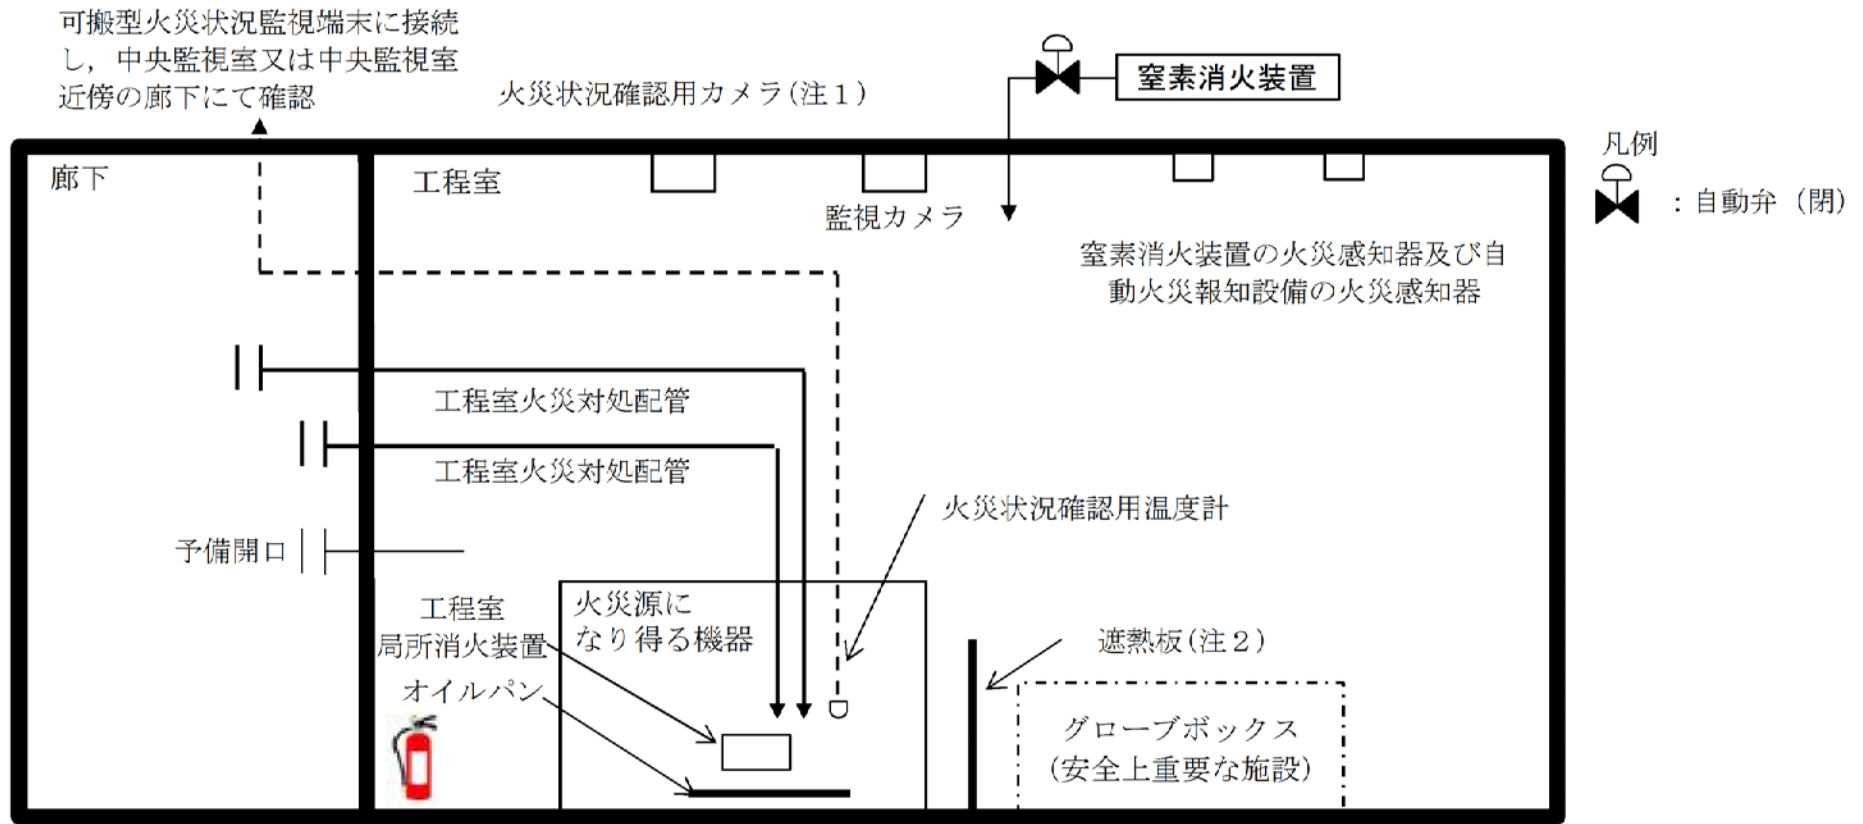 可搬型火災状況監視端末に接続
し，中央監視室又は中央監視室
近傍の廊下にて確認
火災状況確認用カメラ(注１)
窒素消火装置
凡例
：自動弁（閉）
廊下
工程室
監視カメラ
窒素消火装置の火災感知器及び自
動火災報知設備の火災感知器
工程室火災対処配管
工程室火災対処配管
火災状況確認用温度計
予備開口
工程室
局所消火装置
オイルパン
火災源に
なり得る機器
遮熱板(注２)
グローブボックス
(安全上重要な施設)